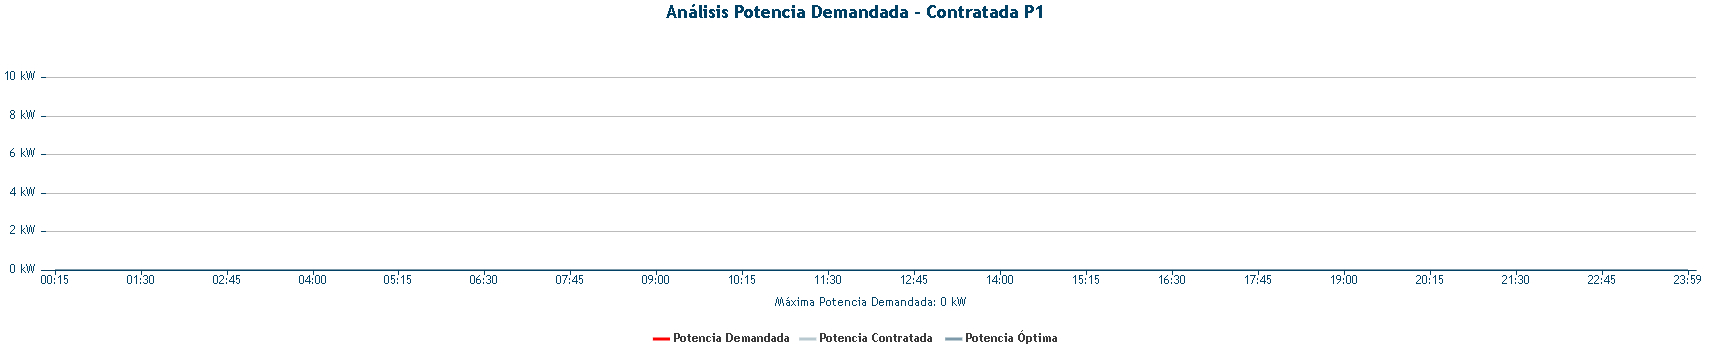 Análisis Potencia Demandada - Contratada P1
10 kW
8 kW
6 kW
4 kW
2 kW
0 kW
00:15 01:30 02:45 04:00 05:15 06:30 07:45 09:00 10:15 11:30 12:45 14:00 15:15 16:30 17:45 19:00 20:15 21:30 22:45 23:59
Máxima Potencia Demandada: 0 kW
Potencia Demandada Potencia Contratada Potencia Óptima